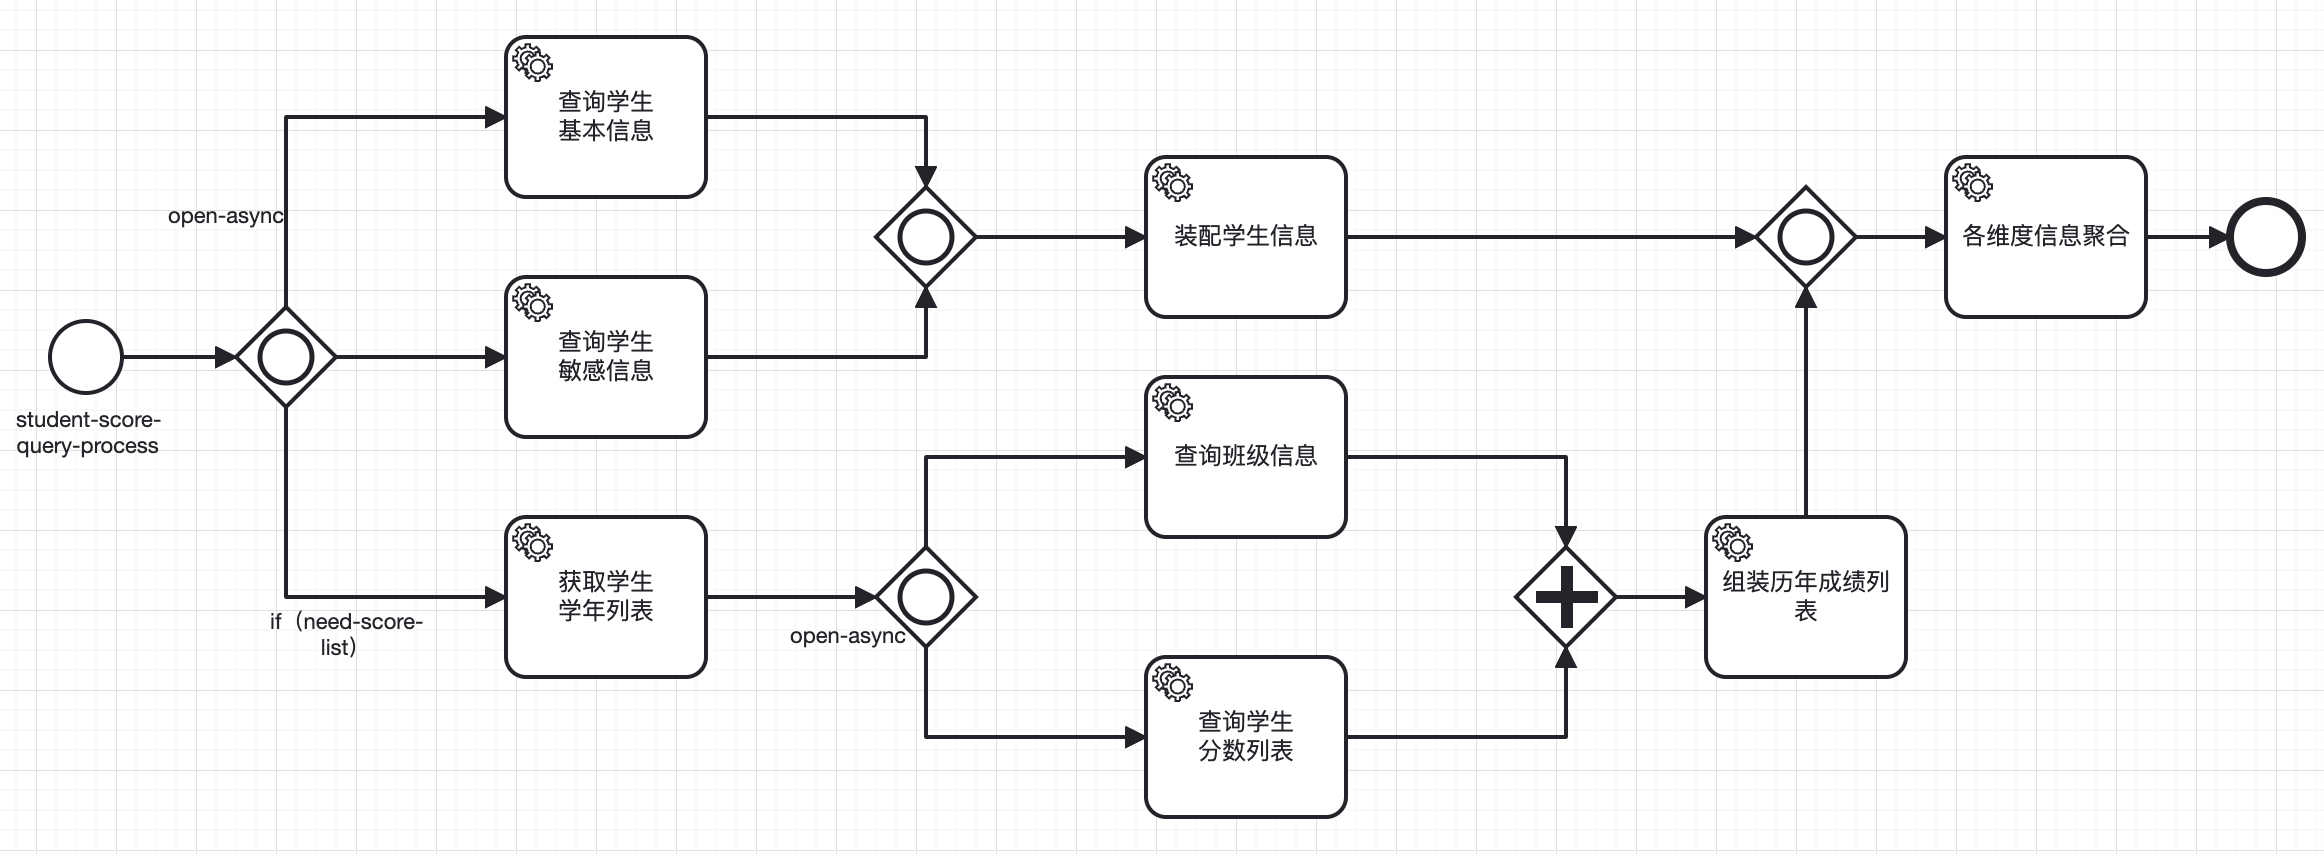 查询学生
基本信息
open-async
装配学生信息
各维度信息聚合
查询学生
敏感信息
student-score-
query-process
查询班级信息
获取学生
学年列表
if（need-score-
list）
open-async
组装历年成绩列
表
查询学生
分数列表